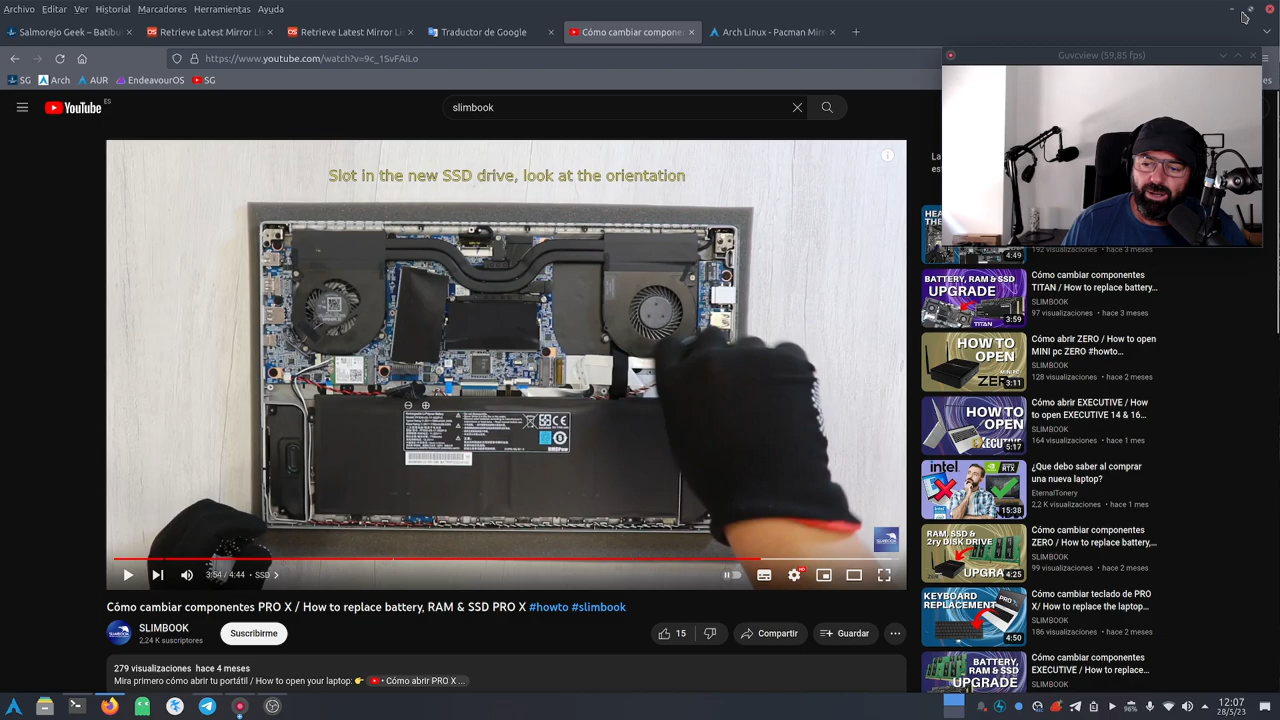 Archivo Editar Ver Historial Marcadores Herramientas Ayuda
Salmorejo Geek – Batibu
Retrieve Latest Mirror Li
Retrieve Latest Mirror Li
Traductor de Google
Cómo cambiar compone
Arch Linux - Pacman Mir
https://www.youtube.com/watch?v=9c_1SvFAiLo
Guvcview (59,85 fps)
SG Arch AUR EndeavourOS SG
YouTube ES
slimbook
Slot in the new SSD drive, look at the orientation
192 visualizaciones • hace 3 meses
4:49
BATTERY, RAM & SSD
UPGRADE
TITAN
3:59
Cómo cambiar componentes
TITAN / How to replace battery...
SLIMBOOK
97 visualizaciones • hace 3 meses
HOW TO
OPEN
3:11
Cómo abrir ZERO / How to open
MINI pc ZERO #howto...
SLIMBOOK
128 visualizaciones • hace 2 meses
HOW TO
OPEN
EXECUTIVE
5:17
Cómo abrir EXECUTIVE / How
to open EXECUTIVE 14 & 16...
SLIMBOOK
164 visualizaciones • hace 1 mes
intel
RTX
15:38
¿Que debo saber al comprar
una nueva laptop?
EternalTonery
2,2 K visualizaciones • hace 1 mes
RAM, SSD &
2ry DISK DRIVE
UPGRA
4:25
Cómo cambiar componentes
ZERO / How to replace battery,...
SLIMBOOK
99 visualizaciones • hace 2 meses
KEYBOARD
REPLACEMENT
PRO
4:50
Cómo cambiar teclado de PRO
X/ How to replace the laptop...
SLIMBOOK
186 visualizaciones • hace 2 meses
BATTERY,
RAM & SSD
UPGRADE
Cómo cambiar componentes
EXECUTIVE / How to replace...
SLIMBOOK
3:54 / 4:44 • SSD
HD
Cómo cambiar componentes PRO X / How to replace battery, RAM & SSD PRO X #howto #slimbook
SLIMBOOK
2,24 K suscriptores
Suscribirme
15
Compartir
Guardar
279 visualizaciones hace 4 meses
Mira primero cómo abrir tu portátil / How to open your laptop: 👉 • Cómo abrir PRO X ...
96%
12:07
28/5/23